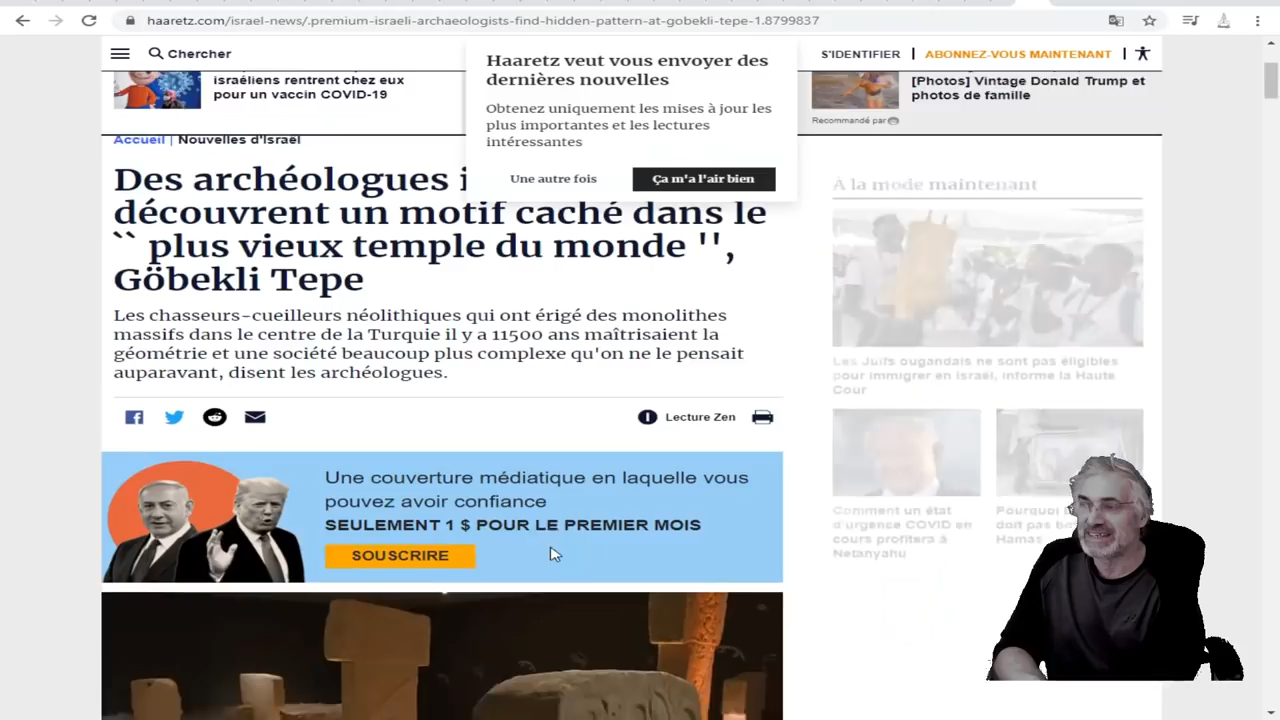 haaretz.com/israel-news/.premium-israeli-archaeologists-find-hidden-pattern-at-gobekli-tepe-1.8799837
Chercher
S'IDENTIFIER | ABONNEZ-VOUS MAINTENANT |
israéliens rentrent chez eux
pour un vaccin COVID-19
Haaretz veut vous envoyer des
dernières nouvelles
Obtenez uniquement les mises à jour les
plus importantes et les lectures
intéressantes
Une autre fois
Ça m'a l'air bien
[Photos] Vintage Donald Trump et
photos de famille
Recommandé par
Accueil | Nouvelles d'Israël
Des archéologues i
découvrent un motif caché dans le
`` plus vieux temple du monde '',
Göbekli Tepe
Les chasseurs-cueilleurs néolithiques qui ont érigé des monolithes
massifs dans le centre de la Turquie il y a 11500 ans maîtrisaient la
géométrie et une société beaucoup plus complexe qu'on ne le pensait
auparavant, disent les archéologues.
Lecture Zen
Une couverture médiatique en laquelle vous
pouvez avoir confiance
SEULEMENT 1 $ POUR LE PREMIER MOIS
SOUSCRIRE
À la mode maintenant
Les Juifs ougandais ne sont pas éligibles
pour immigrer en Israël, informe la Haute
Cour
Comment un état
d'urgence COVID en
cours profitera à
Netanyahu
Pourquoi
doit pas
Hamas